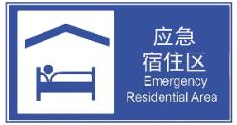 应急
宿住区
Emergency
Residential Area